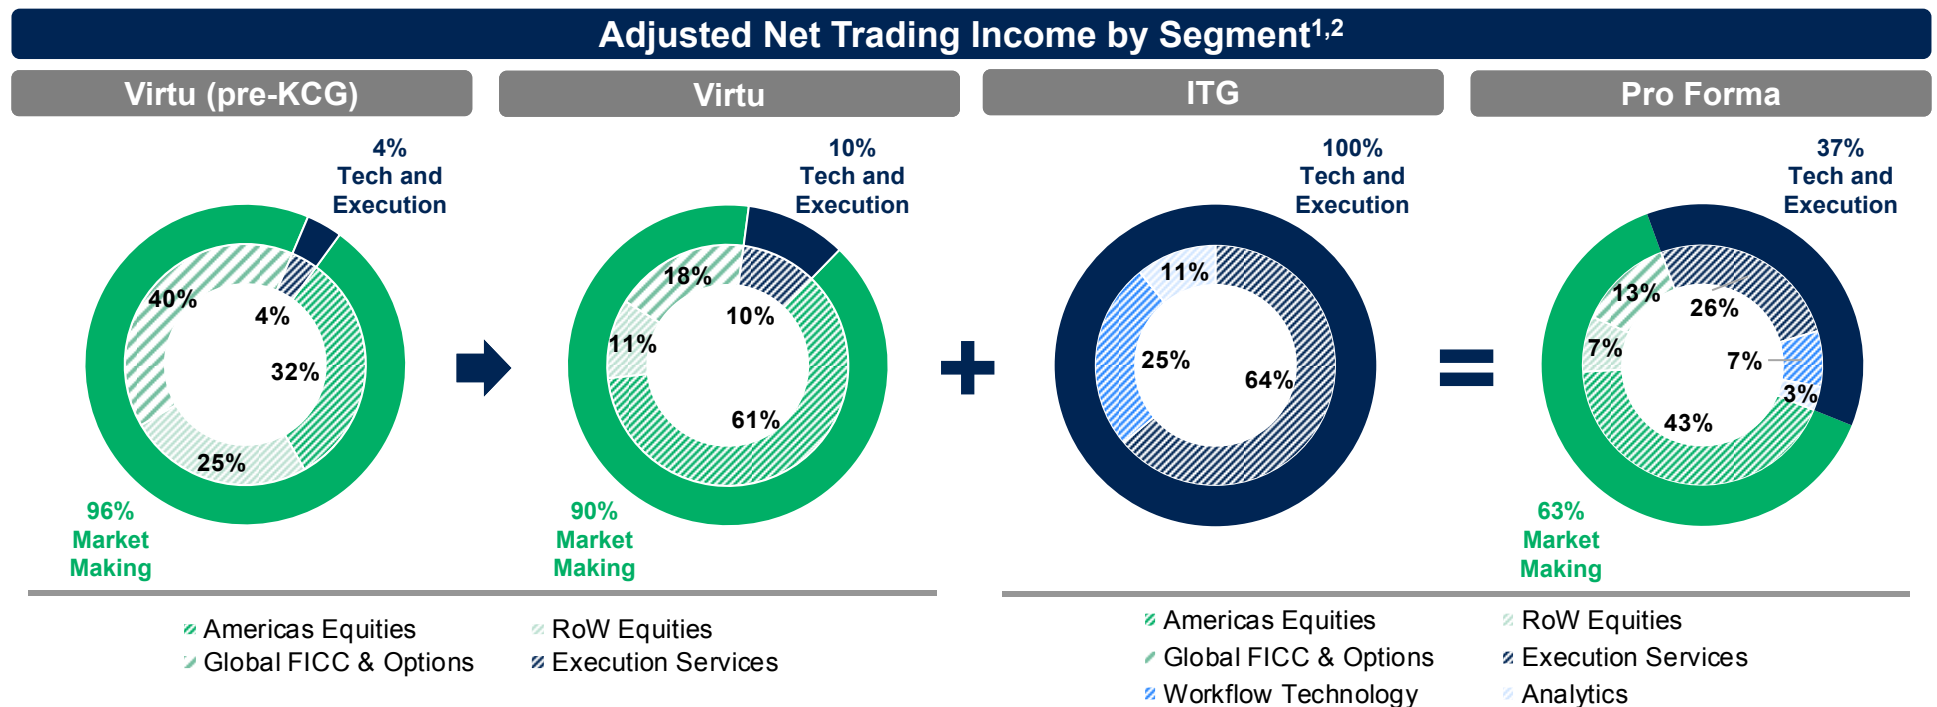 Adjusted Net Trading Income by Segment1,2
Virtu (pre-KCG)
Virtu
ITG
Pro Forma
4%
Tech and
Execution
40%
4%
32%
25%
96%
Market
Making
10%
Tech and
Execution
18%
10%
11%
61%
90%
Market
Making
100%
Tech and
Execution
11%
25%
64%
37%
Tech and
Execution
13%
26%
7%
7%
3%
43%
63%
Market
Making
Americas Equities
RoW Equities
Global FICC & Options
Execution Services
Americas Equities
RoW Equities
Global FICC & Options
Execution Services
Workflow Technology
Analytics